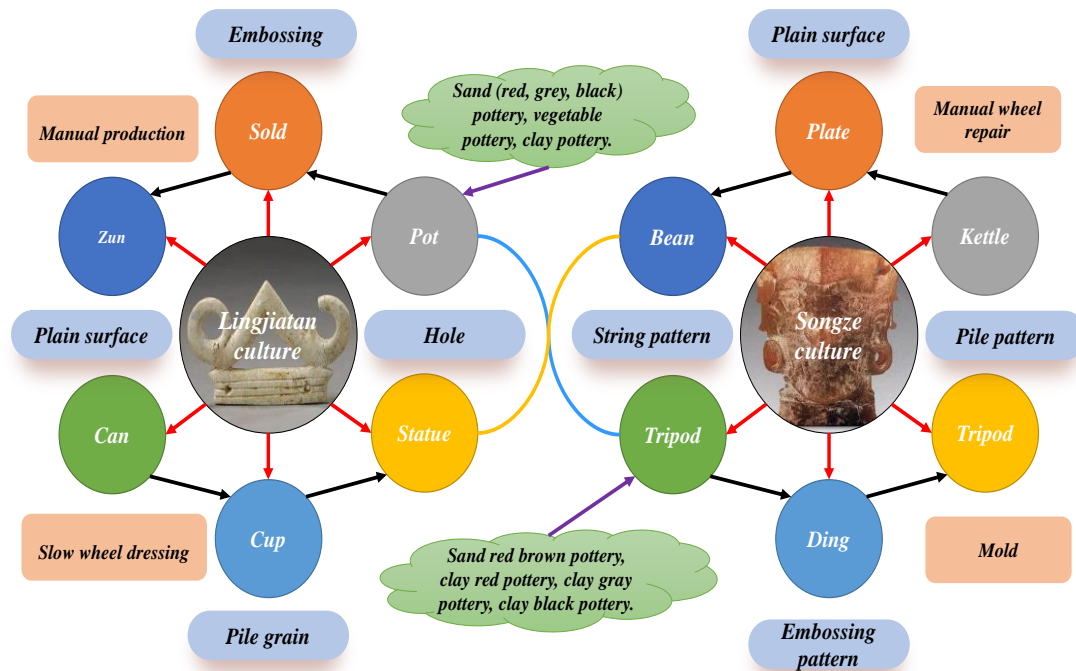 Embossing
Plain surface
Sand (red, grey, black)
pottery, vegetable
pottery, clay pottery.
Manual production
Sold
Plate
Manual wheel
repair
Zun
Pot
Bean
Kettle
Plain surface
Lingjiatan
culture
Hole
String pattern
Songze
culture
Pile pattern
Can
Statue
Tripod
Tripod
Slow wheel dressing
Cup
Sand red brown pottery,
clay red pottery, clay gray
pottery, clay black pottery.
Ding
Mold
Pile grain
Embossing
pattern